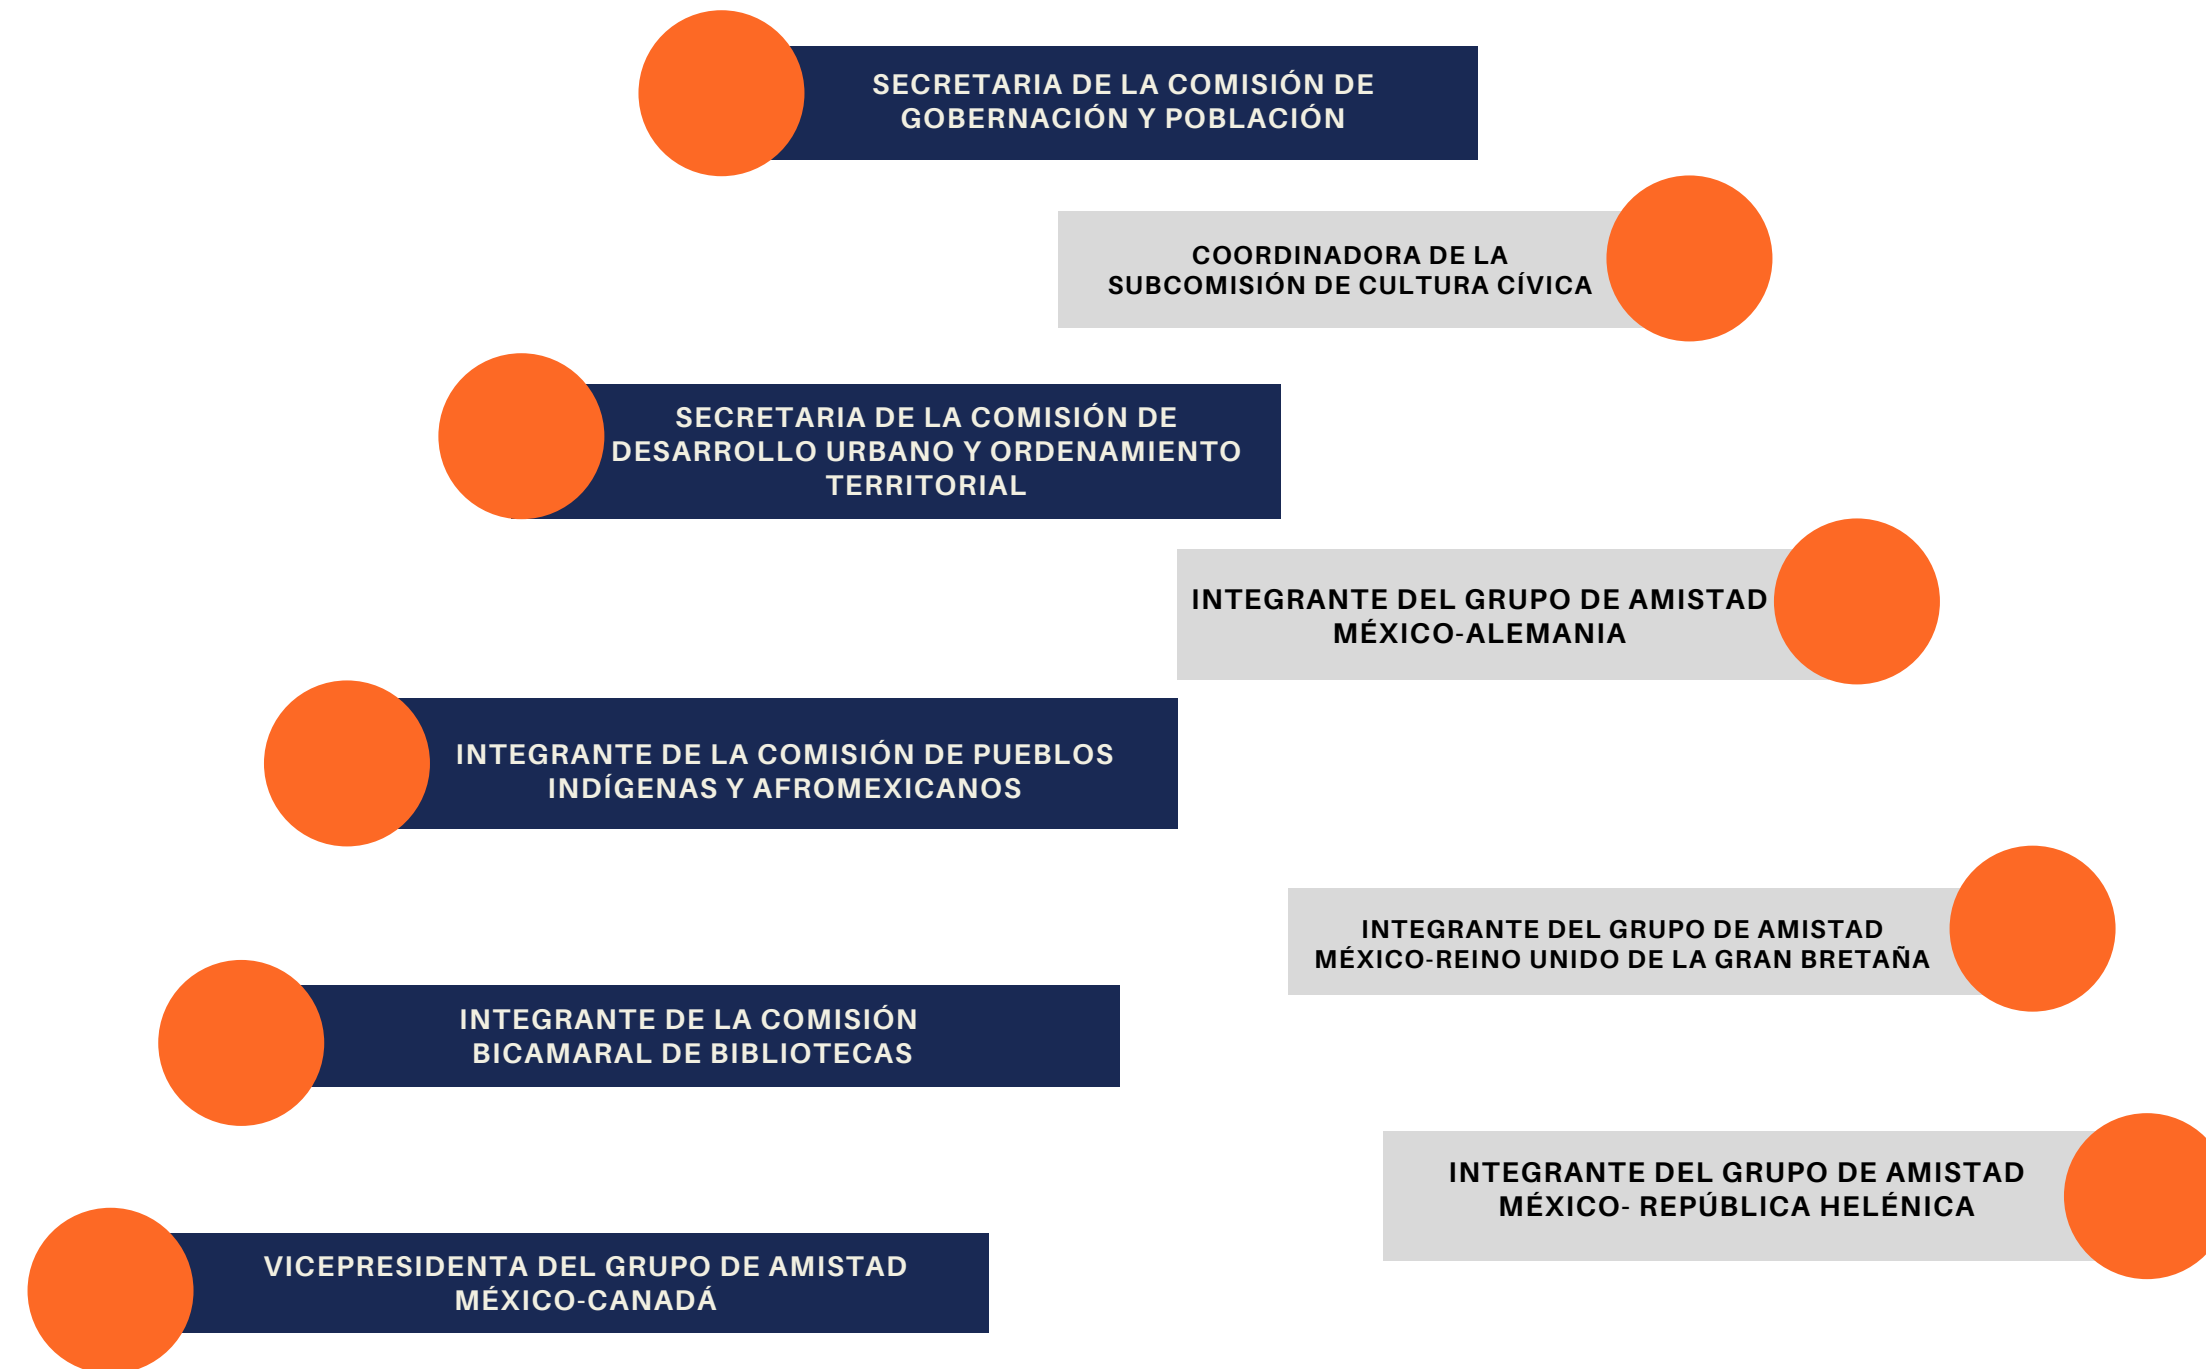 SECRETARIA DE LA COMISIÓN DE
GOBERNACIÓN Y POBLACIÓN
COORDINADORA DE LA
SUBCOMISIÓN DE CULTURA CÍVICA
SECRETARIA DE LA COMISIÓN DE
DESARROLLO URBANO Y ORDENAMIENTO
TERRITORIAL
INTEGRANTE DEL GRUPO DE AMISTAD
MÉXICO-ALEMANIA
INTEGRANTE DE LA COMISIÓN DE PUEBLOS
INDÍGENAS Y AFROMEXICANOS
INTEGRANTE DEL GRUPO DE AMISTAD
MÉXICO-REINO UNIDO DE LA GRAN BRETAÑA
INTEGRANTE DE LA COMISIÓN
BICAMARAL DE BIBLIOTECAS
INTEGRANTE DEL GRUPO DE AMISTAD
MÉXICO- REPÚBLICA HELÉNICA
VICEPRESIDENTA DEL GRUPO DE AMISTAD
MÉXICO-CANADÁ